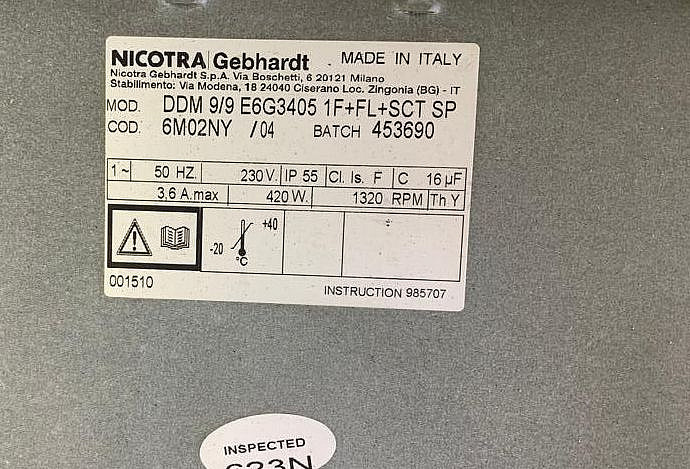 NICOTRA Gebhardt MADE IN ITALY
Nicotra Gebhardt S.p.A. Via Boschetti, 6 20121 Milano
Stabilimento: Via Modena, 18 24040 Ciserano Loc. Zingonia (BG) - IT
MOD. DDM 9/9 E6G3405 1F+FL+SCT SP
COD. 6M02NY /04 BATCH 453690
1~ 50 HZ. 230 V. IP 55 Cl. Is. F C 16 µF
3,6 A.max 420 W. 1320 RPM Th Y
+40
-20
°C
001510 INSTRUCTION 985707
INSPECTED